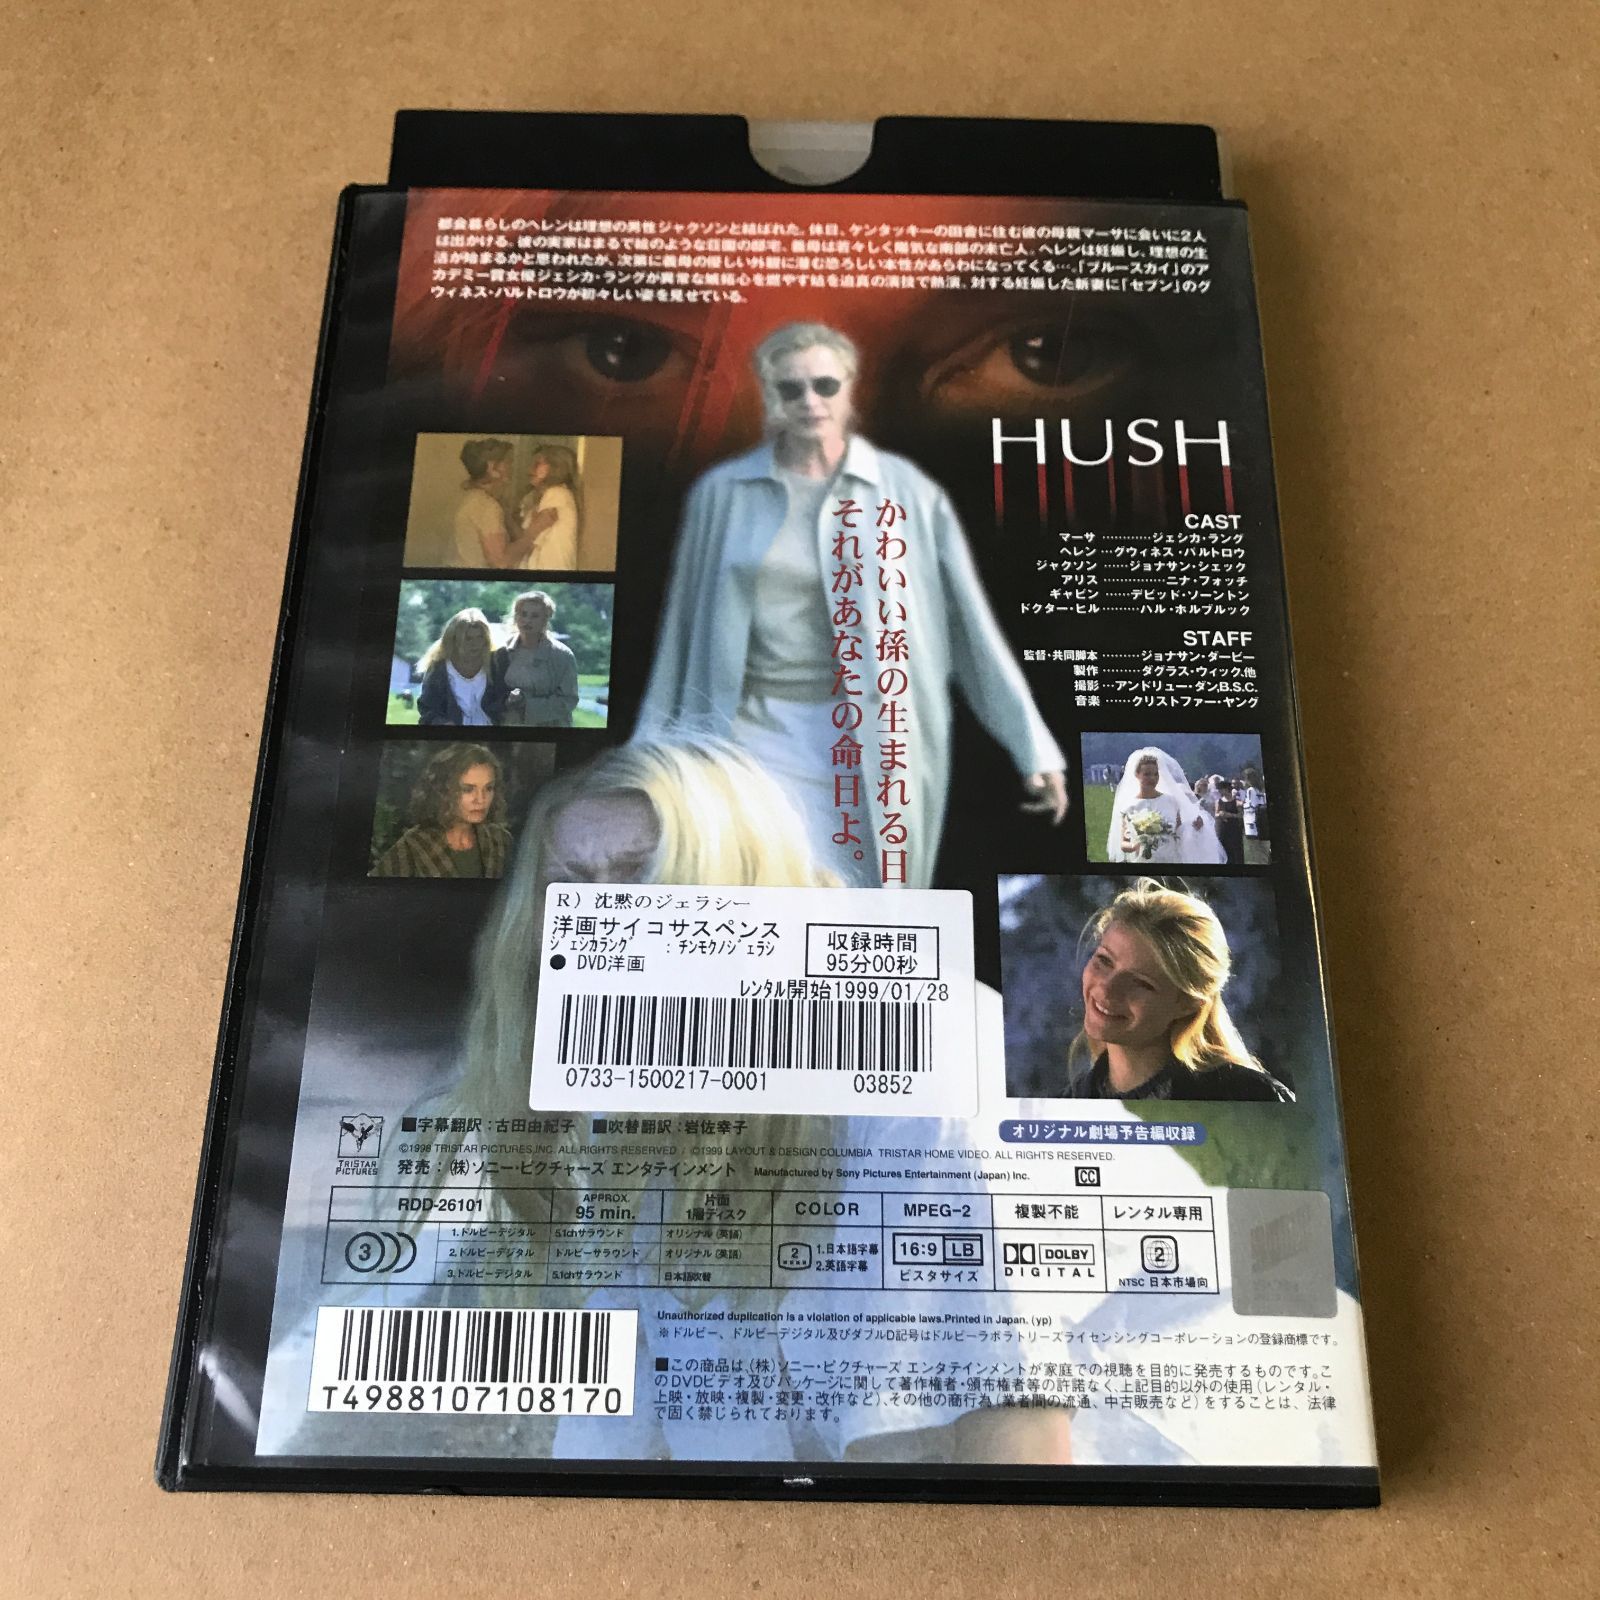 都会暮らしのヘレンは理想の男性ジャクソンと結ばれた。休日、ケンタッキーの田舎に住む彼の母親マーサに会いに2人
は出かける。彼の実家はまるで絵のような荘園の邸宅、義母は若々しく陽気な南部の未亡人。ヘレンは妊娠し、理想の生
活が始まるかと思われたが、次第に義母の優しい外観に潜む恐ろしい本性があらわになってくる…。「ブルースカイ」のア
カデミー賞女優ジェシカ・ラングが異常な嫉妬心を燃やす姑を迫真の演技で熱演、対する妊娠した新妻に「セブン」のグ
ウィネス・パルトロウが初々しい姿を見せている。
HUSH
かわいい孫の生まれる日
それがあなたの命日よ。
CAST
マーサ …………ジェシカ・ラング
ヘレン …グウィネス・パルトロウ
ジャクソン ……ジョナサン・シェック
アリス ……………ニナ・フォッチ
ギャビン ……デビッド・ソーントン
ドクター・ヒル………ハル・ホルブルック
STAFF
監督・共同脚本 ………ジョナサン・ダービー
製作 ………ダグラス・ウィック、他
撮影 …アンドリュー・ダン,B.S.C.
音楽 ……クリストファー・ヤング
R）沈黙のジェラシー
洋画サイコサスペンス
ｼﾞｪｼｶﾗﾝｸﾞ : ﾁﾝﾓｸﾉｼﾞｪﾗｼ
● DVD洋画
収録時間
95分00秒
ﾚﾝﾀﾙ開始1999/01/28
0733-1500217-0001 03852
■字幕翻訳：古田由紀子 ■吹替翻訳：岩佐幸子
オリジナル劇場予告編収録
TRISTAR
PICTURES
©1998 TRISTAR PICTURES, INC. ALL RIGHTS RESERVED / ©1999 LAYOUT & DESIGN COLUMBIA TRISTAR HOME VIDEO. ALL RIGHTS RESERVED.
発売：(株)ソニー・ピクチャーズ エンタテインメント Manufactured by Sony Pictures Entertainment (Japan) Inc. CC
RDD-26101
APPROX.
95 min.
片面
1層ディスク
COLOR
MPEG-2
複製不能
レンタル専用
3
1.ドルビーデジタル 5.1chサラウンド オリジナル(英語)
2.ドルビーデジタル ドルビーサラウンド オリジナル(英語)
3.ドルビーデジタル 5.1chサラウンド 日本語吹替
2
1.日本語字幕
2.英語字幕
16:9 LB
ビスタサイズ
DOLBY
DIGITAL
2
NTSC 日本市場向
Unauthorized duplication is a violation of applicable laws.Printed in Japan. (yp)
※ドルビー、ドルビーデジタル及びダブルD記号はドルビーラボラトリーズライセンシングコーポレーションの登録商標です。
T4988107108170
■この商品は、(株)ソニー・ピクチャーズ エンタテインメントが家庭での視聴を目的に発売するものです。こ
のDVDビデオ及びパッケージに関して著作権者・頒布権者等の許諾なく、上記目的以外の使用（レンタル・
上映・放映・複製・変更・改作など）、その他の商行為（業者間の流通、中古販売など）をすることは、法律
で固く禁じられております。